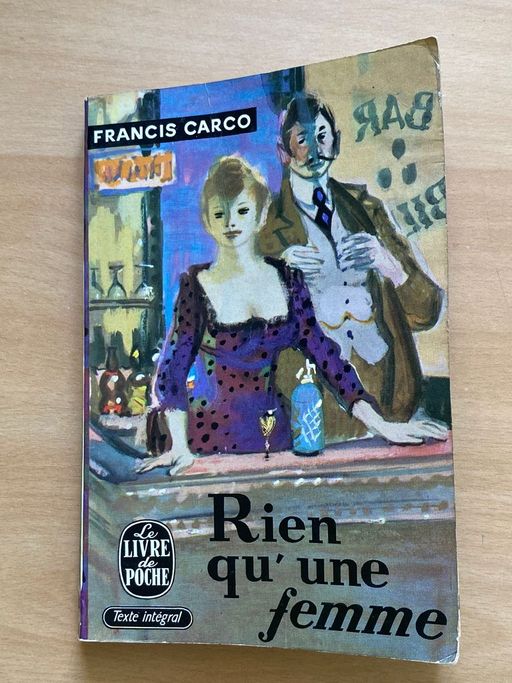 FRANCIS CARCO
BAR
Rien
qu'une
femme
Le
LIVRE
de
POCHE
Texte intégral